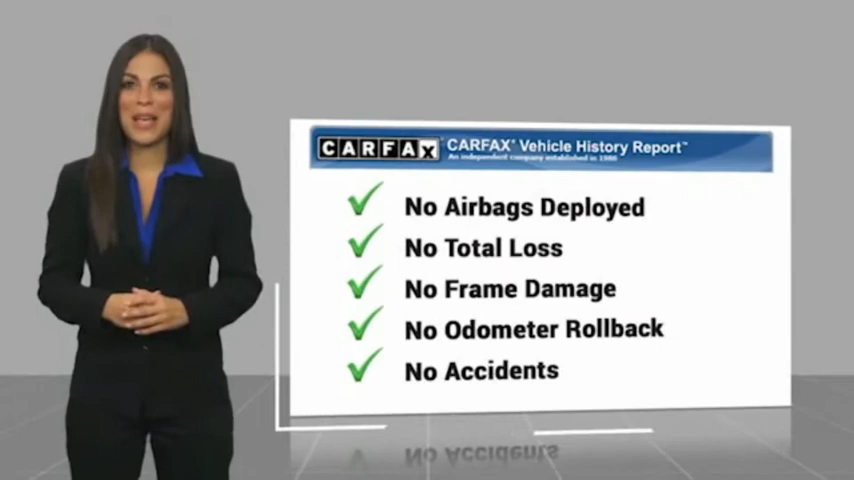 CARFAX CARFAX® Vehicle History Report™
An independent company established in 1986
No Airbags Deployed
No Total Loss
No Frame Damage
No Odometer Rollback
No Accidents
No Accidents